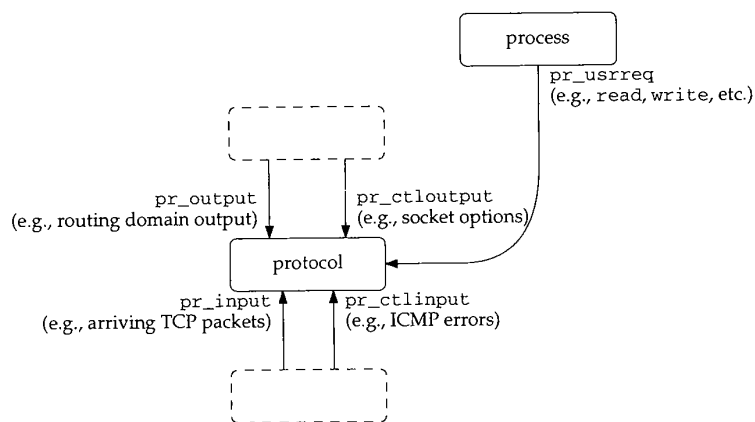 process
pr_usrreq
(e.g., read, write, etc.)
pr_output
(e.g., routing domain output)
pr_ctloutput
(e.g., socket options)
protocol
pr_input
(e.g., arriving TCP packets)
pr_ctlinput
(e.g., ICMP errors)